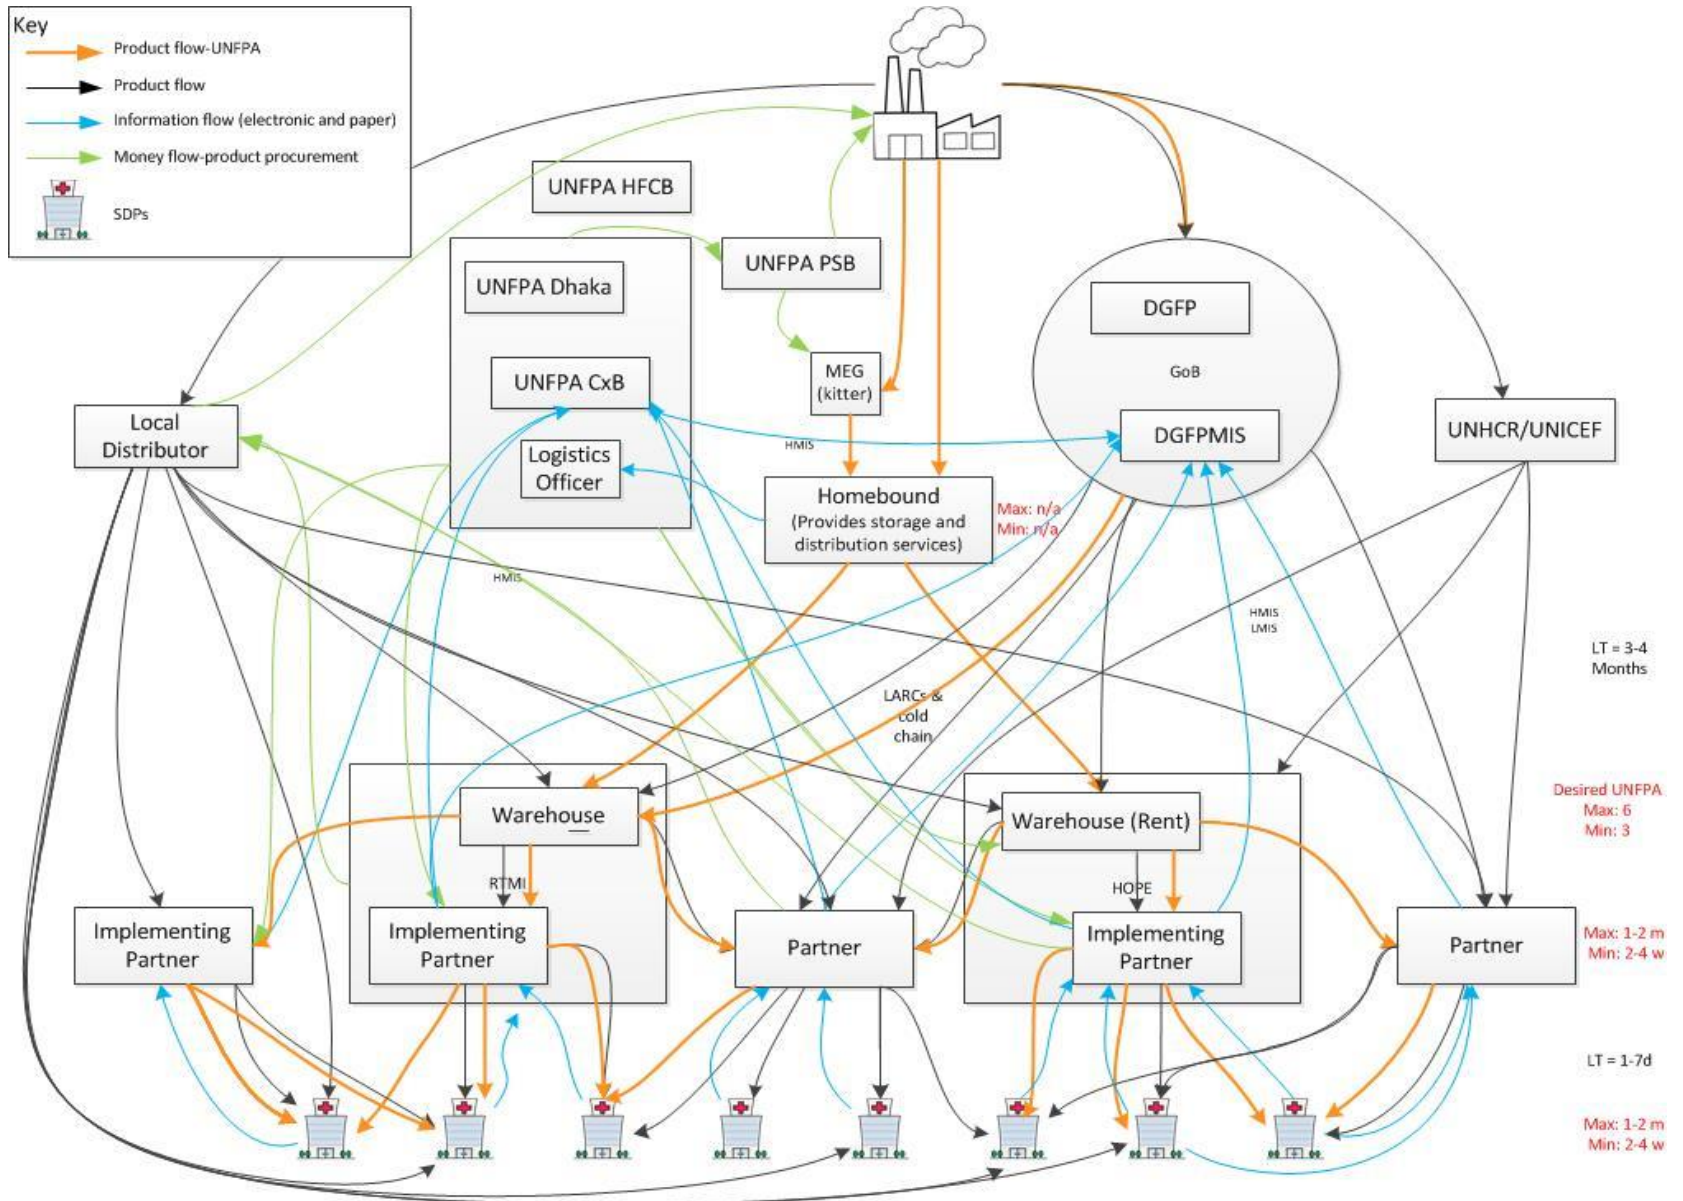 Key
Product flow-UNFPA
Product flow
Information flow (electronic and paper)
Money flow-product procurement
SDPs
UNFPA HFCB
UNFPA PSB
UNFPA Dhaka
UNFPA CxB
Logistics
Officer
MEG
(kitter)
DGFP
GoB
DGFPMIS
UNHCR/UNICEF
Local
Distributor
HMIS
Homebound
(Provides storage and
distribution services)
Max: n/a
Min: n/a
HMIS
HMIS
LMIS
LT = 3-4
Months
LARCs &
cold
chain
Desired UNFPA
Max: 6
Min: 3
Warehouse
Warehouse (Rent)
RTMI
HOPE
Implementing
Partner
Implementing
Partner
Partner
Implementing
Partner
Partner
Max: 1-2 m
Min: 2-4 w
LT = 1-7d
Max: 1-2 m
Min: 2-4 w